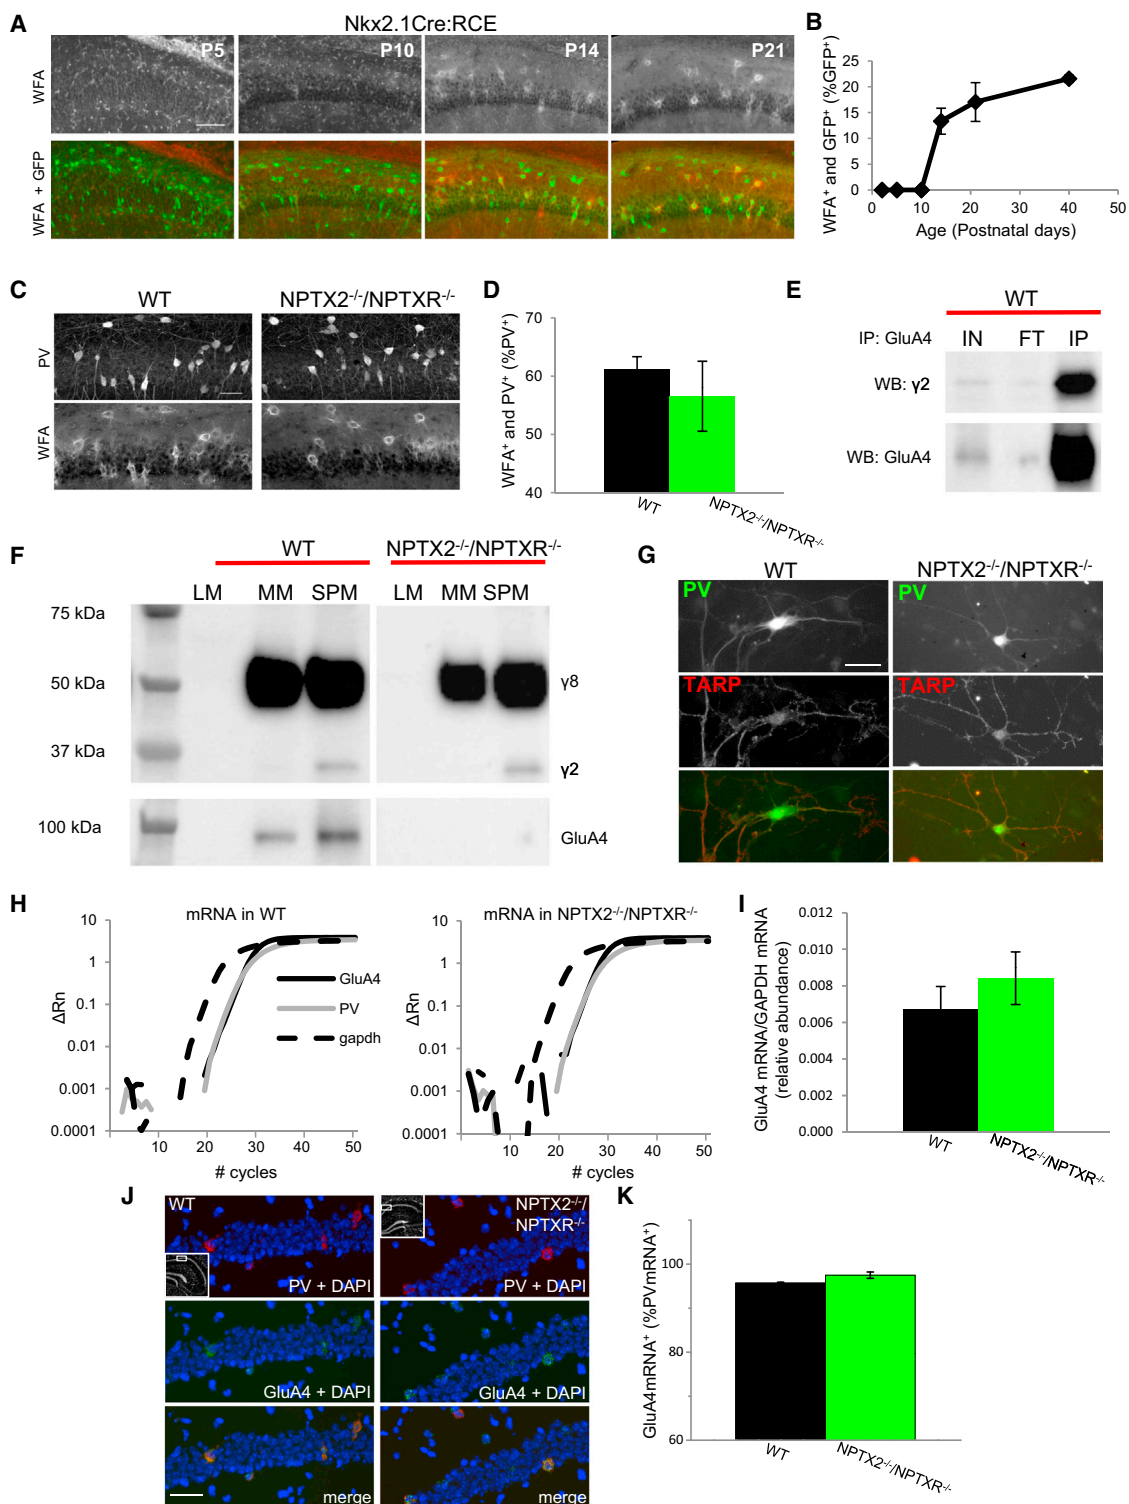 A
Nkx2.1Cre:RCE
P5
P10
P14
P21
WFA
WFA + GFP
B
WFA⁺ and GFP⁺ (%GFP⁺)
25
20
15
10
5
0
0 20 40 60
Age (Postnatal days)
C
WT
NPTX2⁻/⁻/NPTXR⁻/⁻
PV
WFA
D
WFA⁺ and PV⁺ (%PV⁺)
70
60
50
40
WT
NPTX2⁻/⁻/NPTXR⁻/⁻
E
WT
IP: GluA4
IN FT IP
WB: γ2
WB: GluA4
F
WT
NPTX2⁻/⁻/NPTXR⁻/⁻
LM MM SPM
LM MM SPM
75 kDa
50 kDa
37 kDa
100 kDa
γ8
γ2
GluA4
G
WT
NPTX2⁻/⁻/NPTXR⁻/⁻
PV
PV
TARP
TARP
H
mRNA in WT
ΔRn
10
1
0.1
0.01
0.001
0.0001
0 10 20 30 40 50
# cycles
GluA4
PV
gapdh
mRNA in NPTX2⁻/⁻/NPTXR⁻/⁻
ΔRn
10
1
0.1
0.01
0.001
0.0001
0 10 20 30 40 50
# cycles
I
GluA4 mRNA/GAPDH mRNA
(relative abundance)
0.012
0.010
0.008
0.006
0.004
0.002
0.000
WT
NPTX2⁻/⁻/NPTXR⁻/⁻
J
WT
NPTX2⁻/⁻/
NPTXR⁻/⁻
PV + DAPI
PV + DAPI
GluA4 + DAPI
GluA4 + DAPI
merge
merge
K
GluA4mRNA⁺ (%PVmRNA⁺)
100
80
60
WT
NPTX2⁻/⁻/NPTXR⁻/⁻